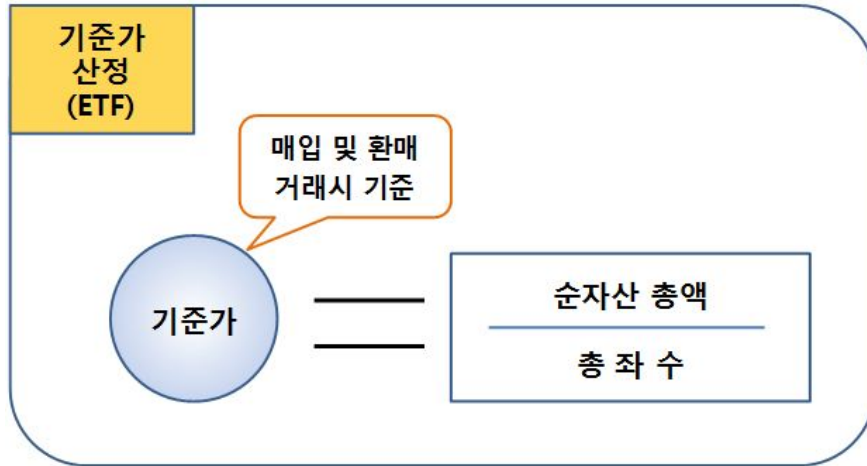 기준가
산정
(ETF)
매입 및 환매
거래시 기준
기준가
순자산 총액
총 좌 수